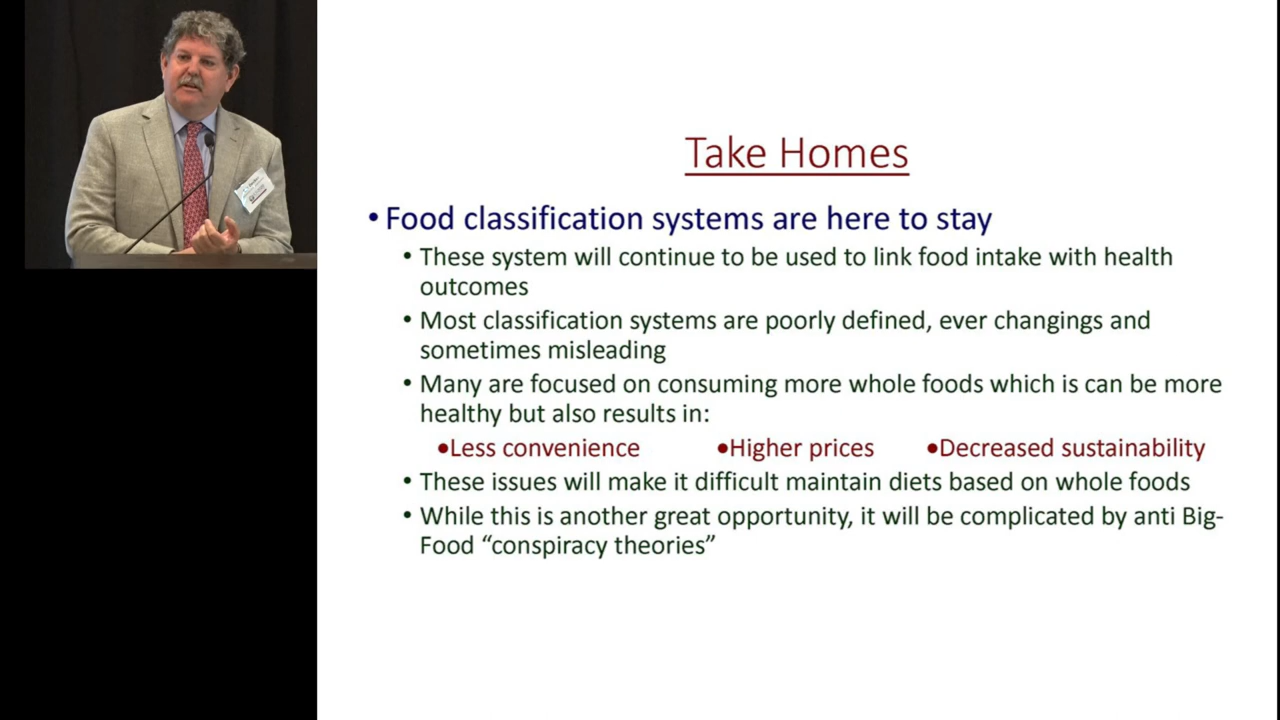 Take Homes
• Food classification systems are here to stay
• These system will continue to be used to link food intake with health
outcomes
• Most classification systems are poorly defined, ever changings and
sometimes misleading
• Many are focused on consuming more whole foods which is can be more
healthy but also results in:
•Less convenience •Higher prices •Decreased sustainability
• These issues will make it difficult maintain diets based on whole foods
• While this is another great opportunity, it will be complicated by anti Big-
Food “conspiracy theories”